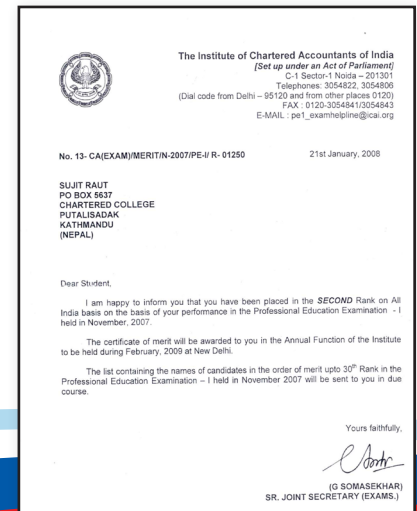 The Institute of Chartered Accountants of India
[Set up under an Act of Parliament]
C-1 Sector-1 Noida – 201301
Telephones: 3054822, 3054806
(Dial code from Delhi – 95120 and from other places 0120)
FAX : 0120-3054841/3054843
E-MAIL : pe1_examhelpline@icai.org
No. 13- CA(EXAM)/MERIT/N-2007/PE-I/ R- 01250 21st January, 2008
SUJIT RAUT
PO BOX 5637
CHARTERED COLLEGE
PUTALISADAK
KATHMANDU
(NEPAL)
Dear Student,
I am happy to inform you that you have been placed in the SECOND Rank on All
India basis on the basis of your performance in the Professional Education Examination - I
held in November, 2007.
The certificate of merit will be awarded to you in the Annual Function of the Institute
to be held during February, 2009 at New Delhi.
The list containing the names of candidates in the order of merit upto 30th Rank in the
Professional Education Examination – I held in November 2007 will be sent to you in due
course.
Yours faithfully,
(G SOMASEKHAR)
SR. JOINT SECRETARY (EXAMS.)